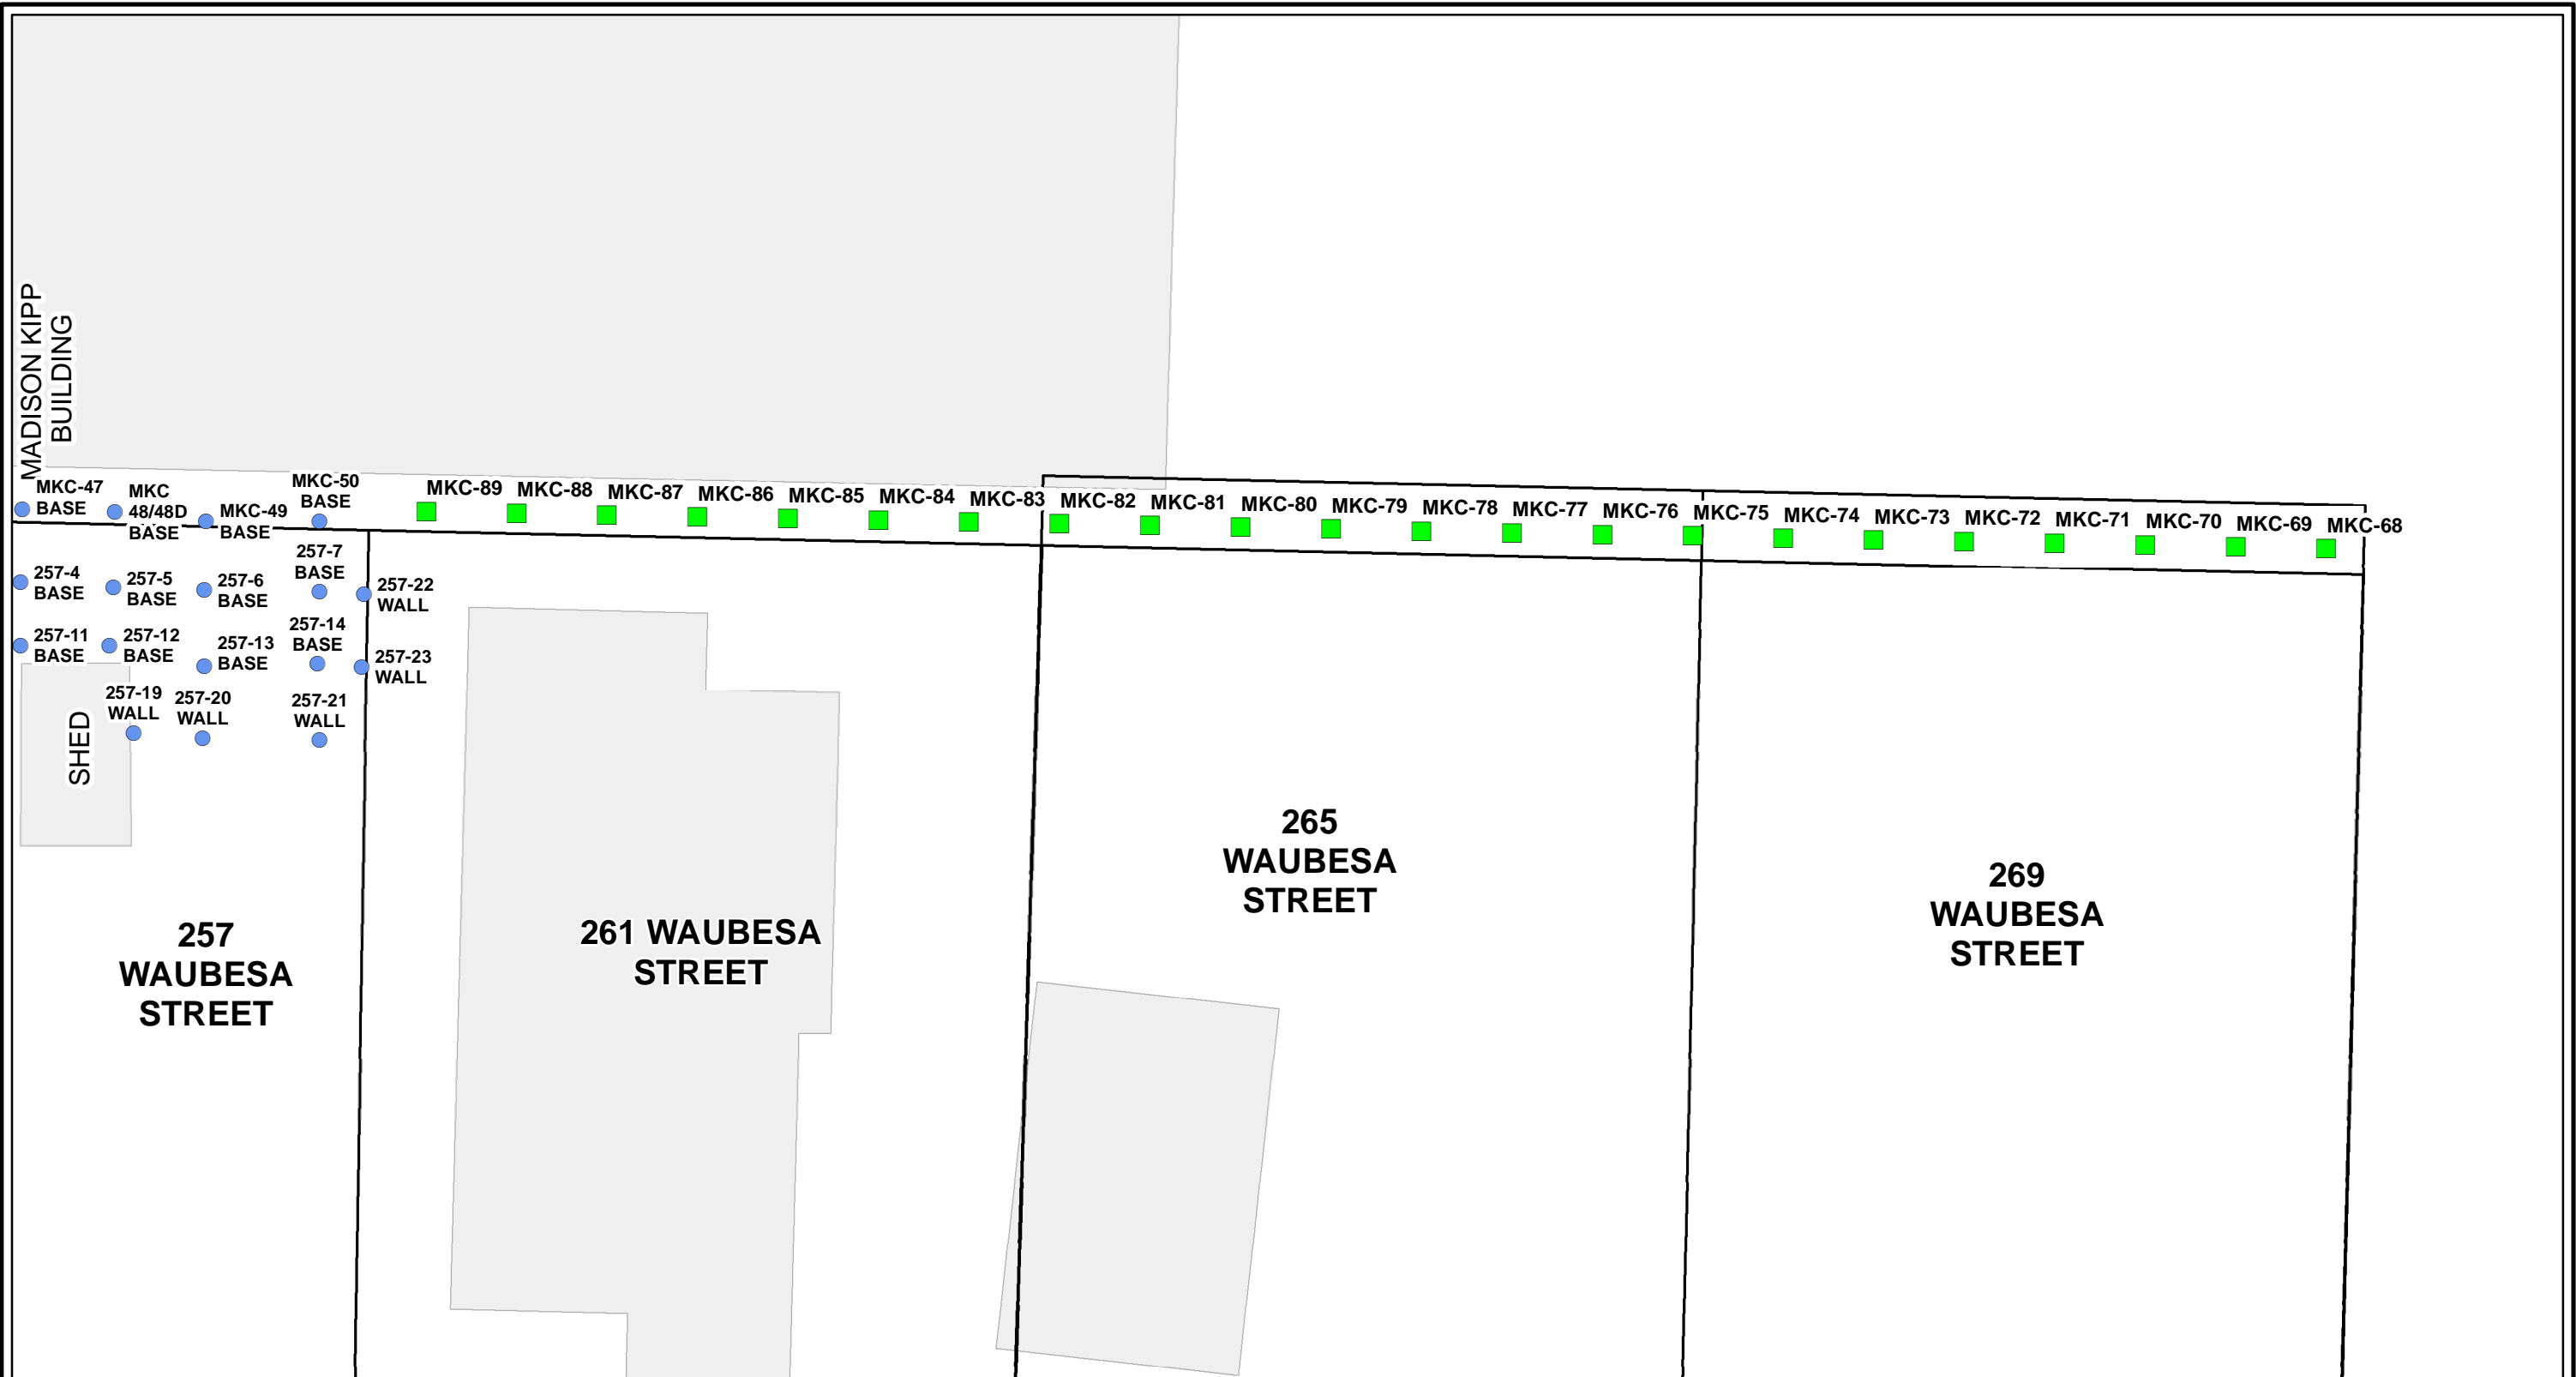 MADISON KIPP
BUILDING
MKC-47
BASE
MKC
48/48D
BASE
MKC-49
BASE
MKC-50
BASE
MKC-89
MKC-88
MKC-87
MKC-86
MKC-85
MKC-84
MKC-83
MKC-82
MKC-81
MKC-80
MKC-79
MKC-78
MKC-77
MKC-76
MKC-75
MKC-74
MKC-73
MKC-72
MKC-71
MKC-70
MKC-69
MKC-68
257-4
BASE
257-5
BASE
257-6
BASE
257-7
BASE
257-22
WALL
257-11
BASE
257-12
BASE
257-13
BASE
257-14
BASE
257-23
WALL
257-19
WALL
257-20
WALL
257-21
WALL
SHED
257
WAUBESA
STREET
261 WAUBESA
STREET
265
WAUBESA
STREET
269
WAUBESA
STREET